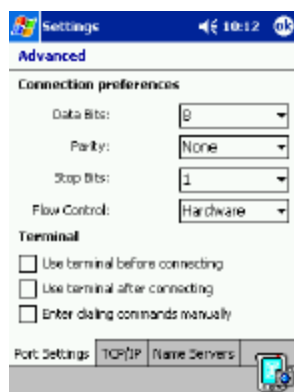 Settings 10:12 ok
Advanced
Connection preferences
Data Bits: 8
Parity: None
Stop Bits: 1
Flow Control: Hardware
Terminal
Use terminal before connecting
Use terminal after connecting
Enter dialing commands manually
Port Settings TCP/IP Name Servers